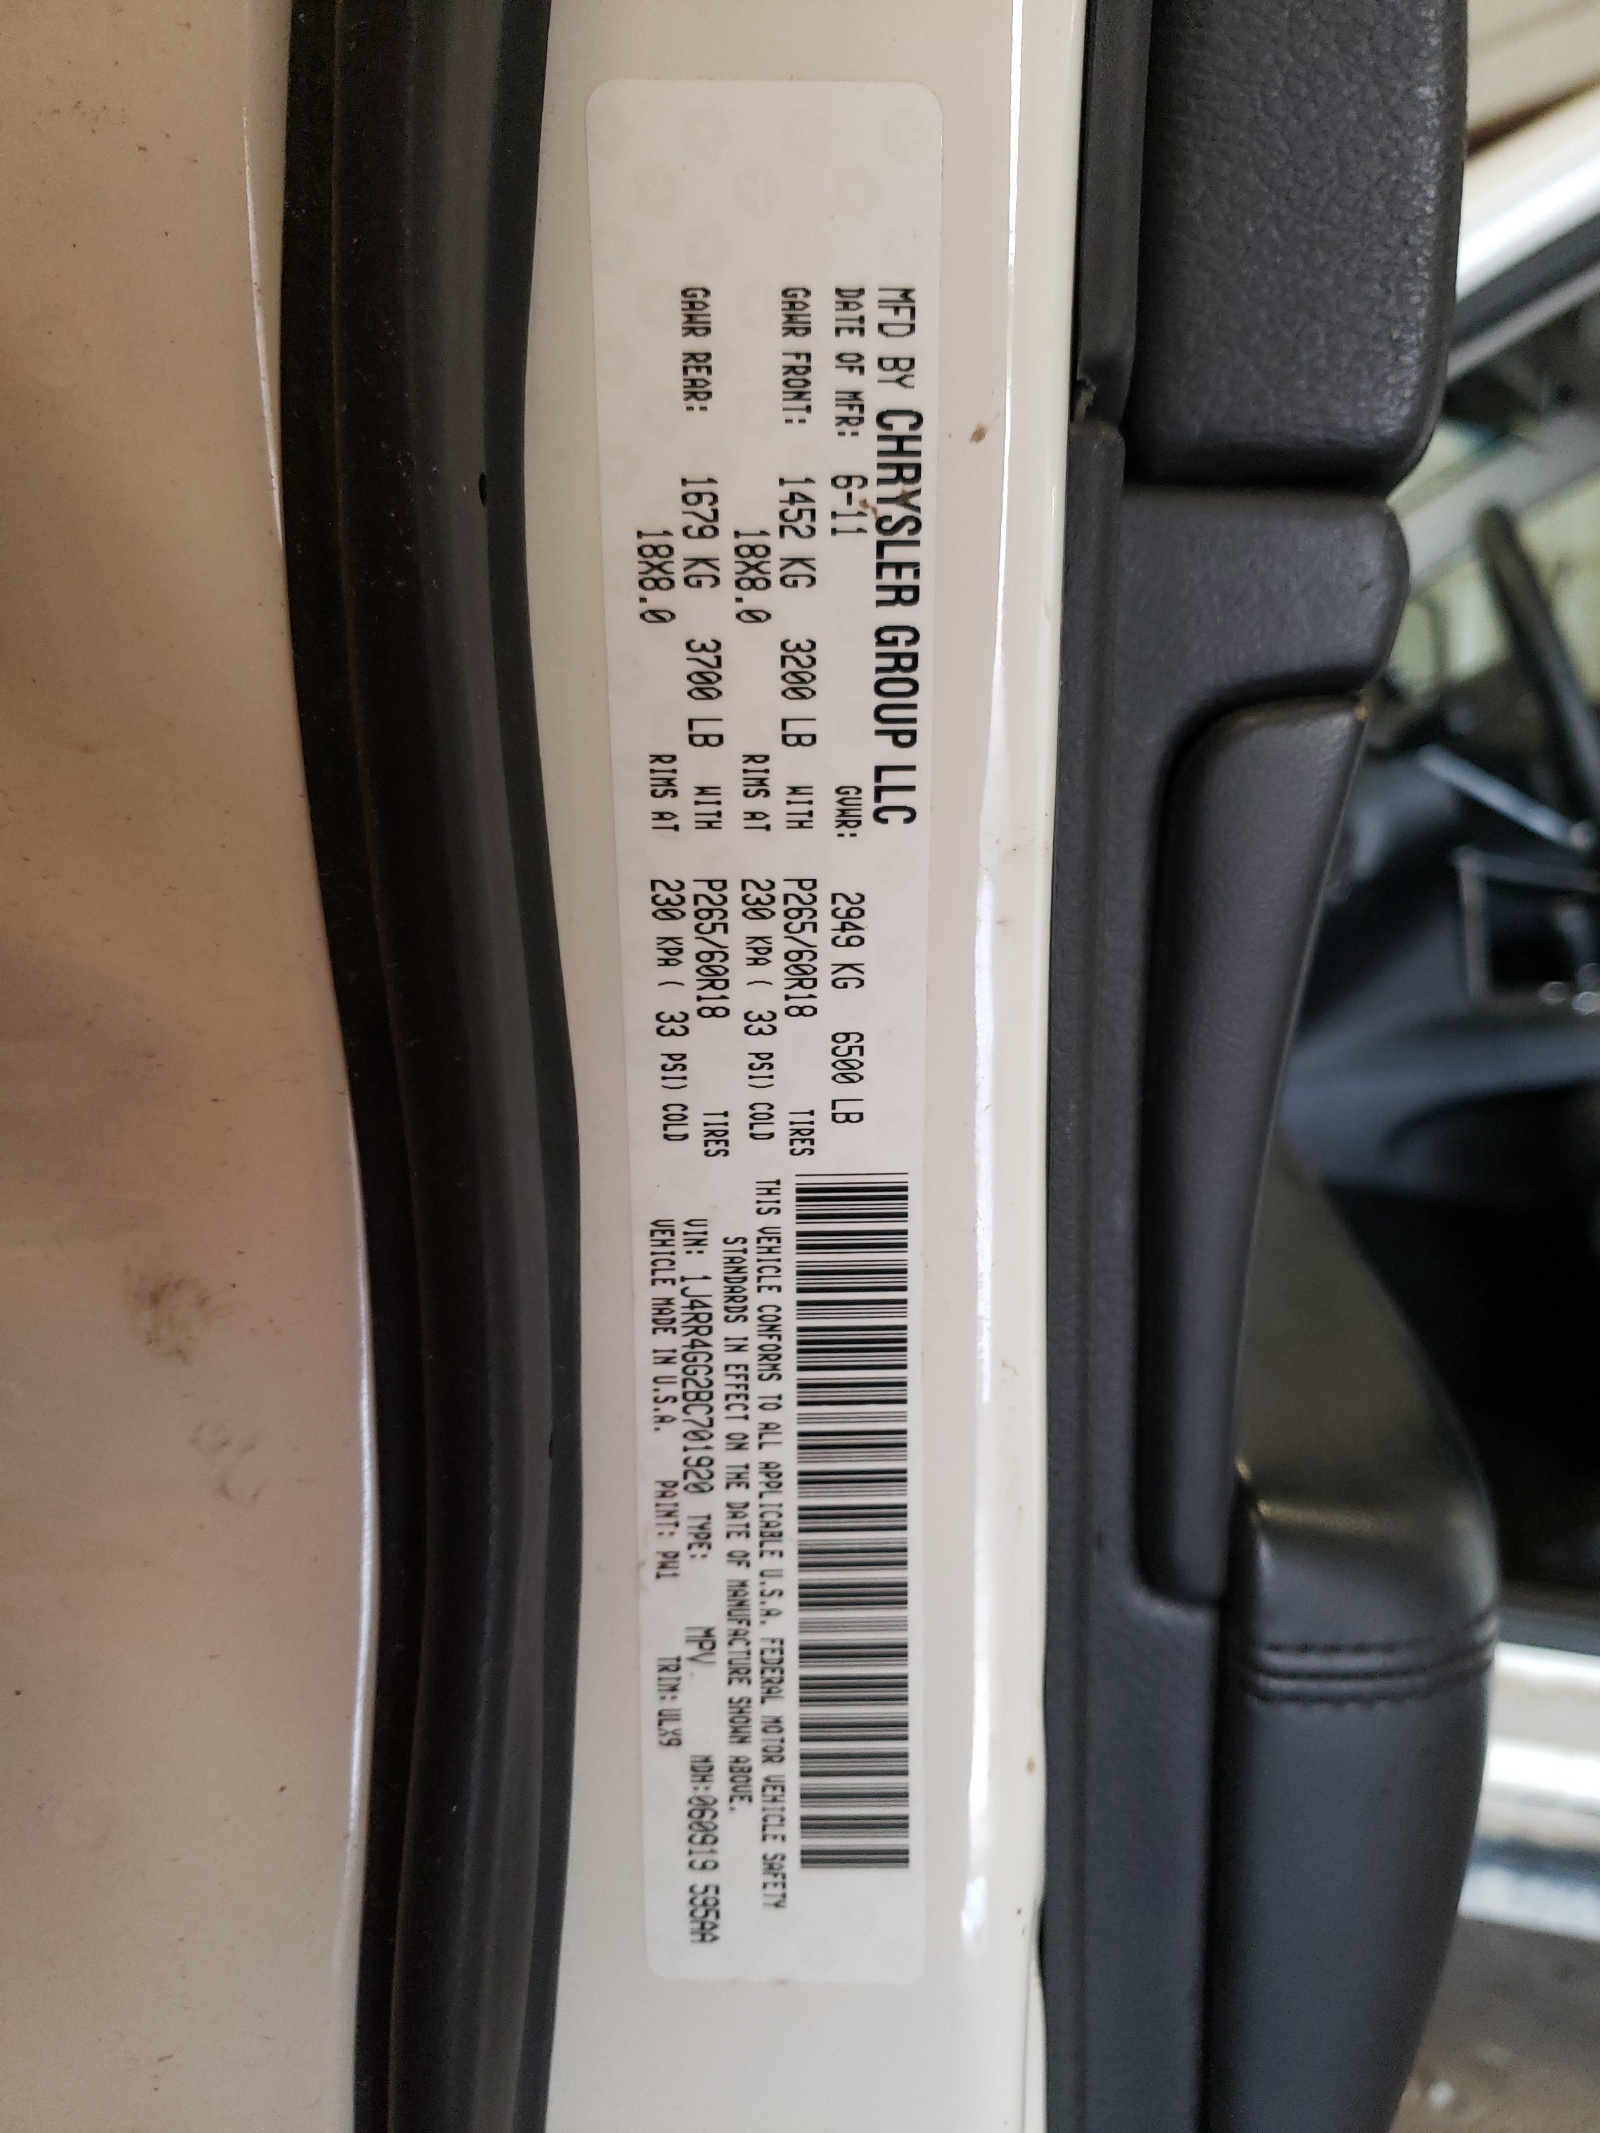 MFD BY CHRYSLER GROUP LLC
DATE OF MFR: 6-11 GVWR: 2949 KG 6500 LB
GAWR FRONT: 1452 KG 3200 LB WITH P265/60R18 TIRES
18X8.0 RIMS AT 230 KPA ( 33 PSI) COLD
GAWR REAR: 1679 KG 3700 LB WITH P265/60R18 TIRES
18X8.0 RIMS AT 230 KPA ( 33 PSI) COLD
THIS VEHICLE CONFORMS TO ALL APPLICABLE U.S.A. FEDERAL MOTOR VEHICLE SAFETY
STANDARDS IN EFFECT ON THE DATE OF MANUFACTURE SHOWN ABOVE.
VIN: 1J4RR4GG2BC701920 TYPE: MPV MDH:060919 595AA
VEHICLE MADE IN U.S.A. PAINT: PW1 TRIM: ULX9